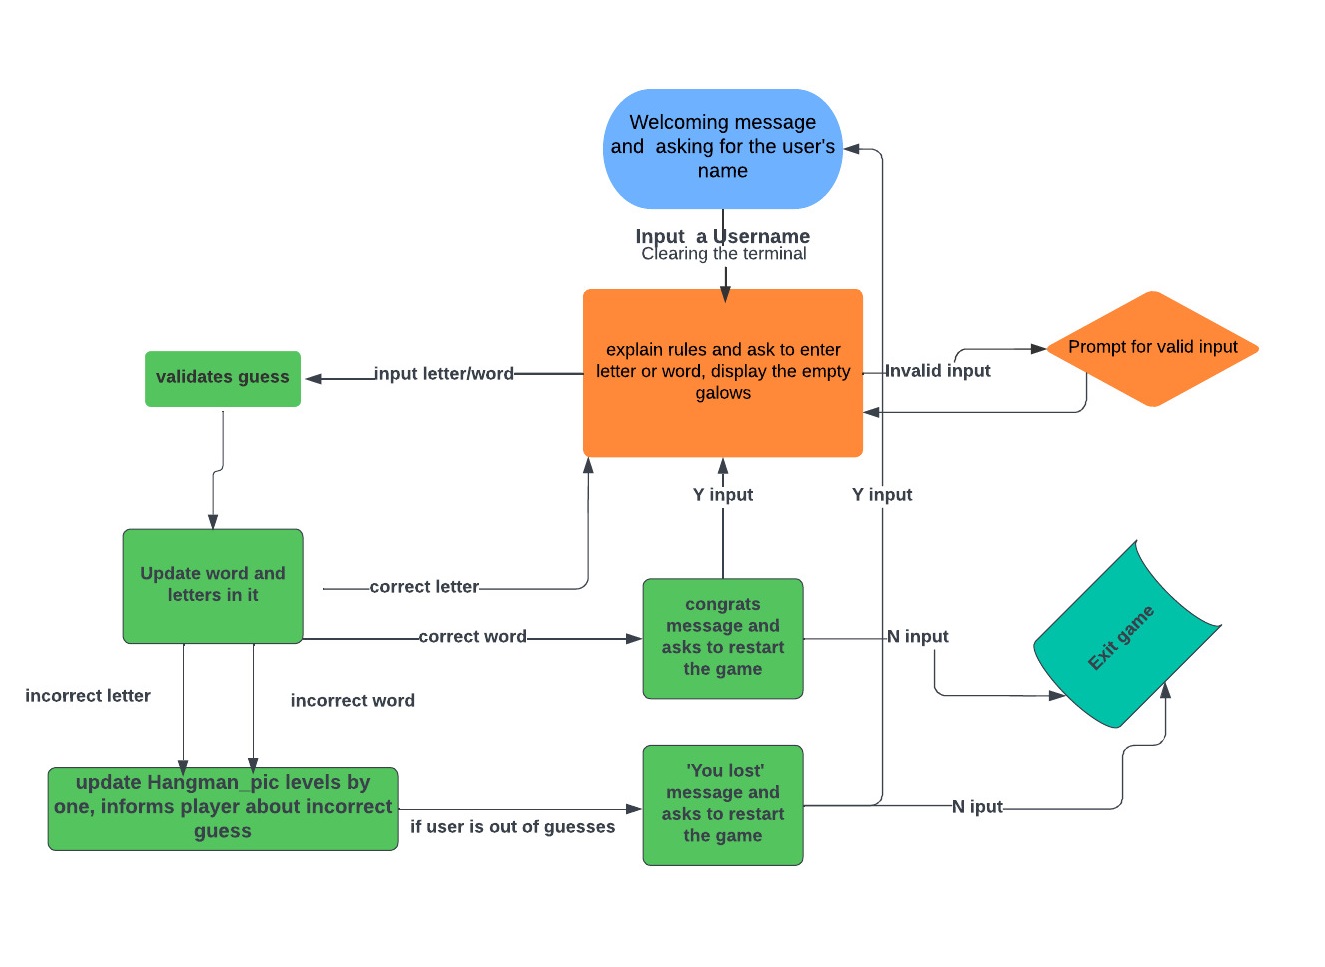 Welcoming message
and  asking for the user's
name
Input  a Username
Clearing the terminal
explain rules and ask to enter
letter or word, display the empty
galows
Invalid input
Prompt for valid input
input letter/word
validates guess
Y input
Y input
Update word and
letters in it
correct letter
correct word
congrats
message and
asks to restart
the game
N input
Exit game
incorrect letter
incorrect word
update Hangman_pic levels by
one, informs player about incorrect
guess
if user is out of guesses
'You lost'
message and
asks to restart
the game
N iput